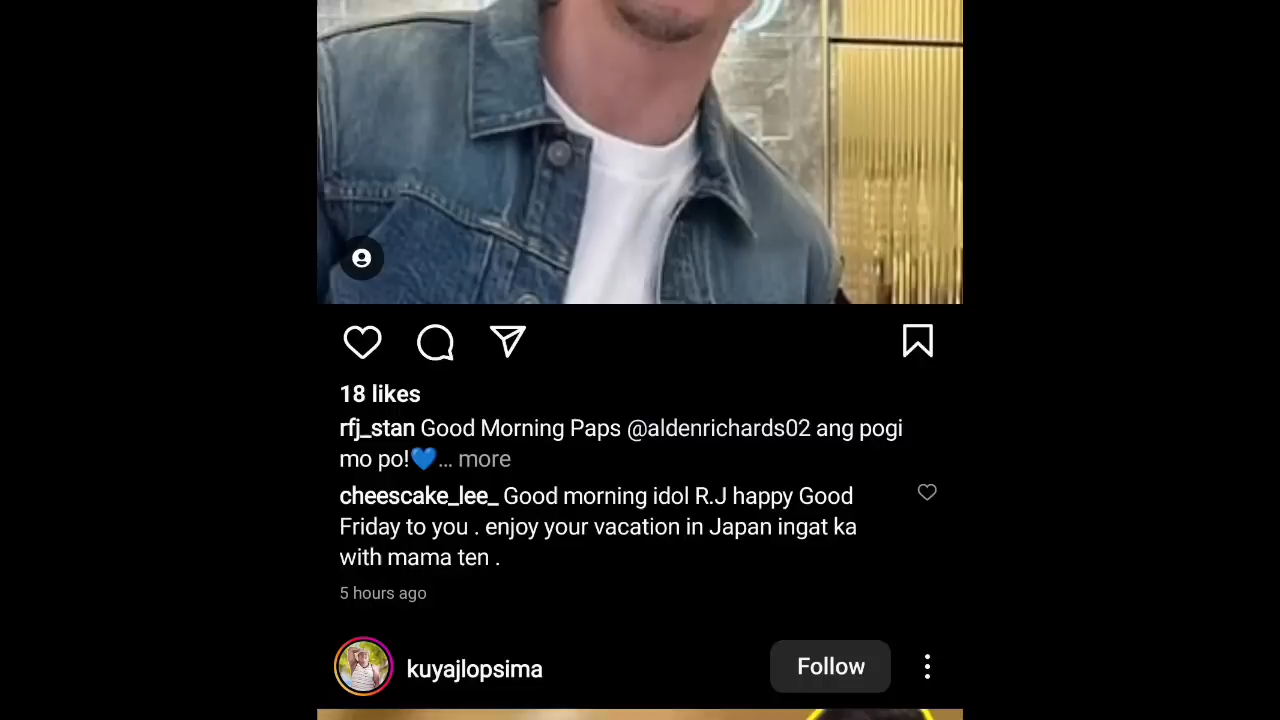 18 likes
rfj_stan Good Morning Paps @aldenrichards02 ang pogi
mo po!💙... more
cheescake_lee_ Good morning idol R.J happy Good
Friday to you . enjoy your vacation in Japan ingat ka
with mama ten .
5 hours ago
kuyajlopsima
Follow